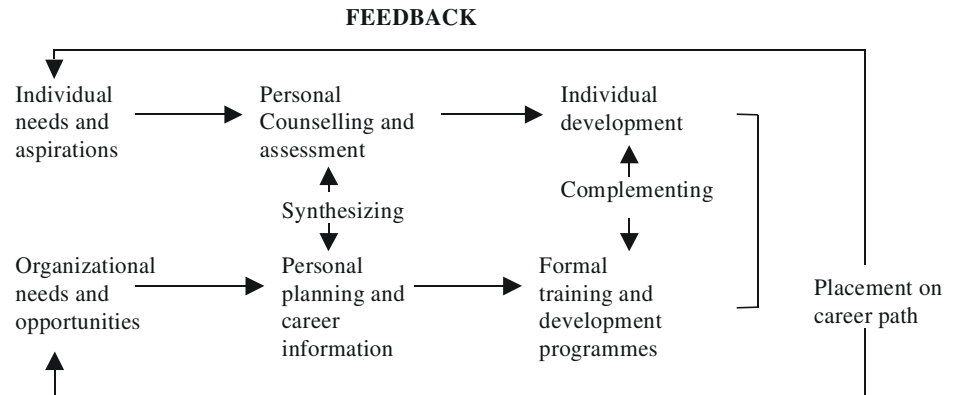 FEEDBACK
Individual
needs and
aspirations
Personal
Counselling and
assessment
Individual
development
Synthesizing
Complementing
Organizational
needs and
opportunities
Personal
planning and
career
information
Formal
training and
development
programmes
Placement on
career path